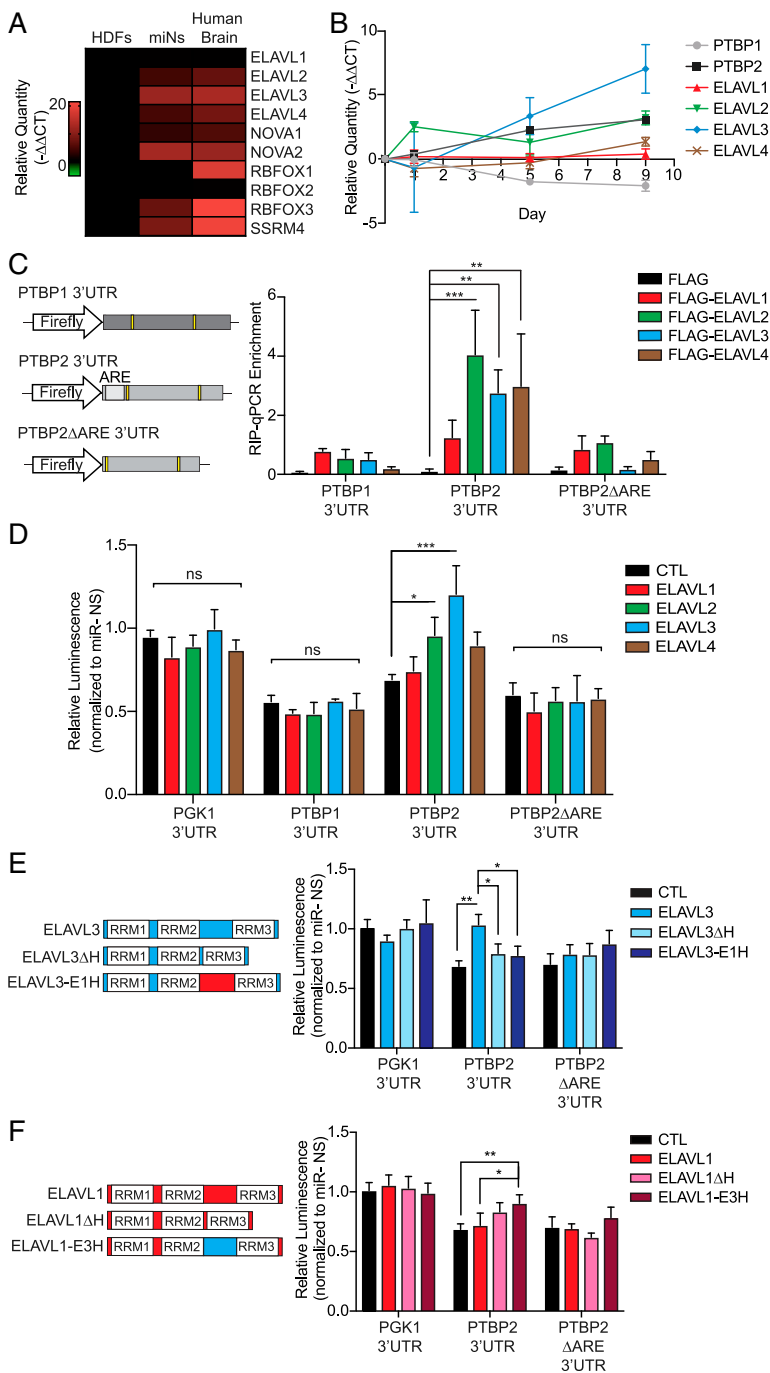 A
HDFs miNs Human Brain
Relative Quantity (-ΔΔCT)
20
0
ELAVL1
ELAVL2
ELAVL3
ELAVL4
NOVA1
NOVA2
RBFOX1
RBFOX2
RBFOX3
SSRM4
B
Relative Quantity (-ΔΔCT)
10
5
0
-5
1 2 3 4 5 6 7 8 9 10
Day
PTBP1
PTBP2
ELAVL1
ELAVL2
ELAVL3
ELAVL4
C
PTBP1 3'UTR
Firefly
PTBP2 3'UTR
ARE
Firefly
PTBP2ΔARE 3'UTR
Firefly
RIP-qPCR Enrichment
6
4
2
0
***
**
**
PTBP1 3'UTR
PTBP2 3'UTR
PTBP2ΔARE 3'UTR
FLAG
FLAG-ELAVL1
FLAG-ELAVL2
FLAG-ELAVL3
FLAG-ELAVL4
D
Relative Luminescence
(normalized to miR- NS)
1.5
1.0
0.5
0.0
ns
ns
*
***
ns
PGK1 3'UTR
PTBP1 3'UTR
PTBP2 3'UTR
PTBP2ΔARE 3'UTR
CTL
ELAVL1
ELAVL2
ELAVL3
ELAVL4
E
ELAVL3 RRM1 RRM2 RRM3
ELAVL3ΔH RRM1 RRM2 RRM3
ELAVL3-E1H RRM1 RRM2 RRM3
Relative Luminescence
(normalized to miR- NS)
1.5
1.0
0.5
0.0
**
*
*
PGK1 3'UTR
PTBP2 3'UTR
PTBP2 ΔARE 3'UTR
CTL
ELAVL3
ELAVL3ΔH
ELAVL3-E1H
F
ELAVL1 RRM1 RRM2 RRM3
ELAVL1ΔH RRM1 RRM2 RRM3
ELAVL1-E3H RRM1 RRM2 RRM3
Relative Luminescence
(normalized to miR- NS)
1.5
1.0
0.5
0.0
**
*
PGK1 3'UTR
PTBP2 3'UTR
PTBP2 ΔARE 3'UTR
CTL
ELAVL1
ELAVL1ΔH
ELAVL1-E3H